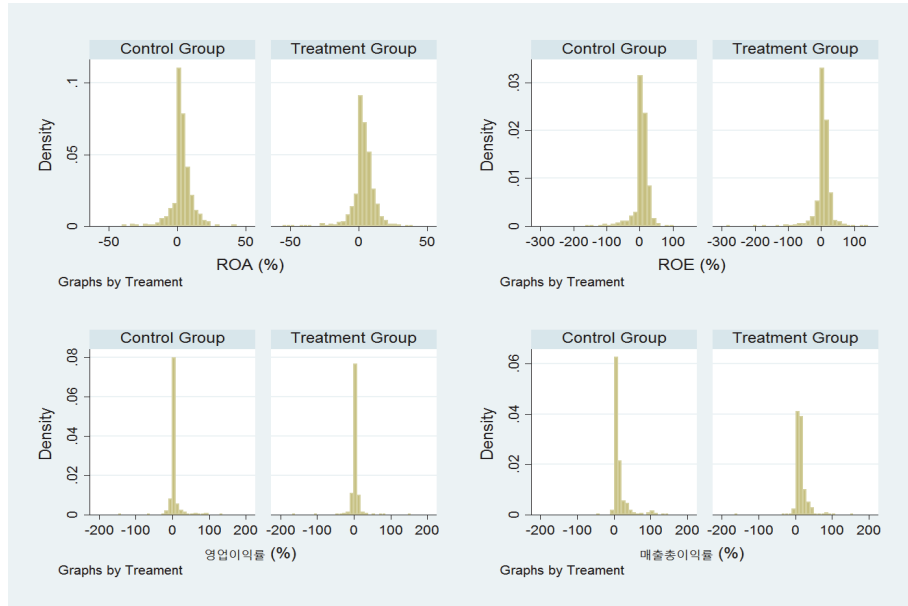 Control Group Treatment Group
Density
0 .05 .1
-50 0 50 -50 0 50
ROA (%)
Graphs by Treament
Control Group Treatment Group
Density
0 .01 .02 .03
-300 -200 -100 0 100 -300 -200 -100 0 100
ROE (%)
Graphs by Treament
Control Group Treatment Group
Density
0 .02 .04 .06 .08
-200 -100 0 100 200 -200 -100 0 100 200
영업이익률 (%)
Graphs by Treament
Control Group Treatment Group
Density
0 .02 .04 .06
-200 -100 0 100 200 -200 -100 0 100 200
매출총이익률 (%)
Graphs by Treament